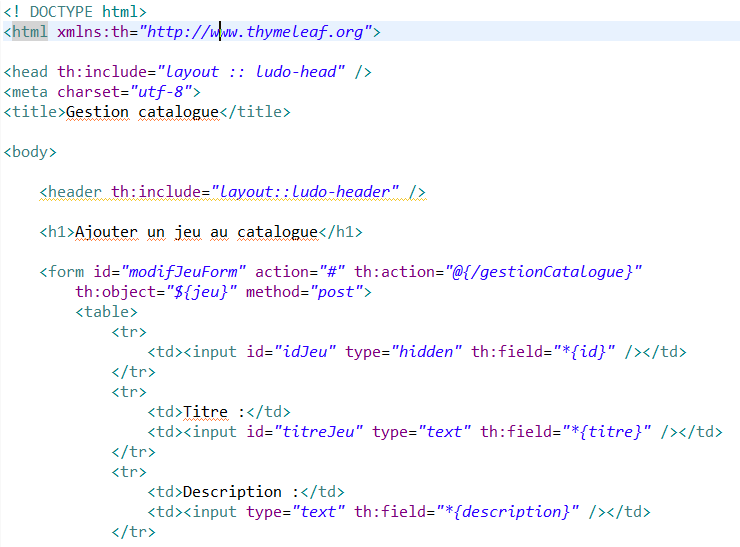 <! DOCTYPE html>
<html xmlns:th="http://www.thymeleaf.org">
<head th:include="layout :: ludo-head" />
<meta charset="utf-8">
<title>Gestion catalogue</title>
<body>
<header th:include="layout::ludo-header" />
<h1>Ajouter un jeu au catalogue</h1>
<form id="modifJeuForm" action="#" th:action="@{/gestionCatalogue}"
th:object="${jeu}" method="post">
<table>
<tr>
<td><input id="idJeu" type="hidden" th:field="*{id}" /></td>
</tr>
<tr>
<td>Titre :</td>
<td><input id="titreJeu" type="text" th:field="*{titre}" /></td>
</tr>
<tr>
<td>Description :</td>
<td><input type="text" th:field="*{description}" /></td>
</tr>